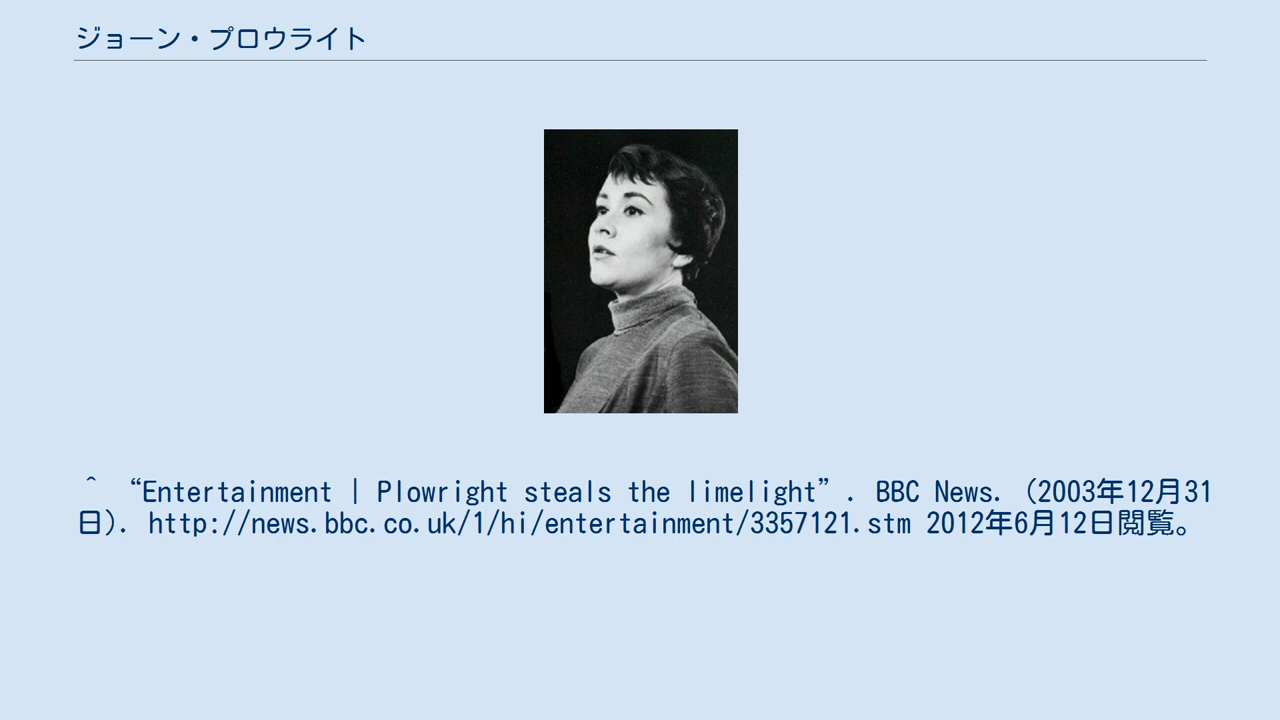 ジョーン・プロウライト
^ “Entertainment | Plowright steals the limelight”. BBC News. (2003年12月31
日). http://news.bbc.co.uk/1/hi/entertainment/3357121.stm 2012年6月12日閲覧。